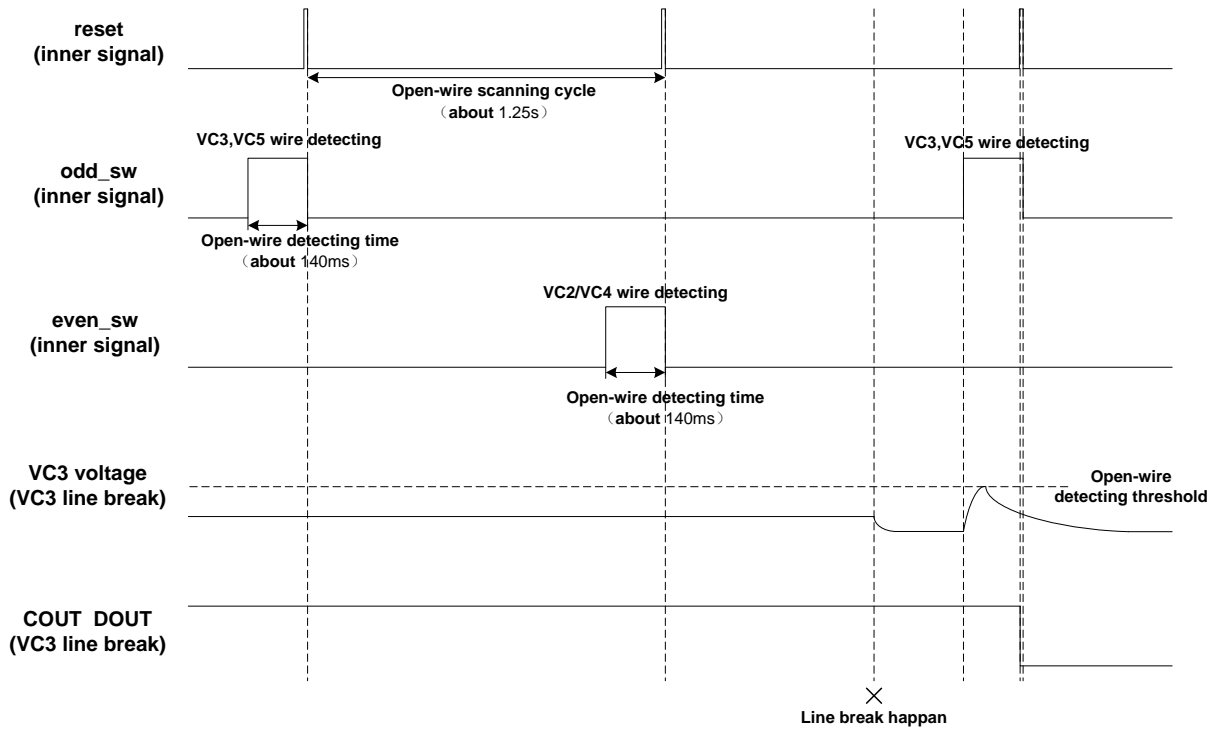 reset
(inner signal)
Open-wire scanning cycle
（about 1.25s）
VC3,VC5 wire detecting
VC3,VC5 wire detecting
odd_sw
(inner signal)
Open-wire detecting time
（about 140ms）
VC2/VC4 wire detecting
even_sw
(inner signal)
Open-wire detecting time
（about 140ms）
VC3 voltage
(VC3 line break)
Open-wire
detecting threshold
COUT DOUT
(VC3 line break)
Line break happan